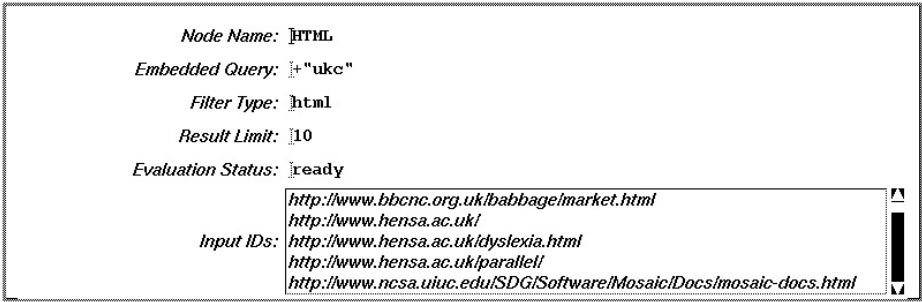 Node Name: HTML
Embedded Query: +"ukc"
Filter Type: html
Result Limit: 10
Evaluation Status: ready
Input IDs:
http://www.bbcnc.org.uk/babbage/market.html
http://www.hensa.ac.uk/
http://www.hensa.ac.uk/dyslexia.html
http://www.hensa.ac.uk/parallel/
http://www.ncsa.uiuc.edu/SDG/Software/Mosaic/Docs/mosaic-docs.html